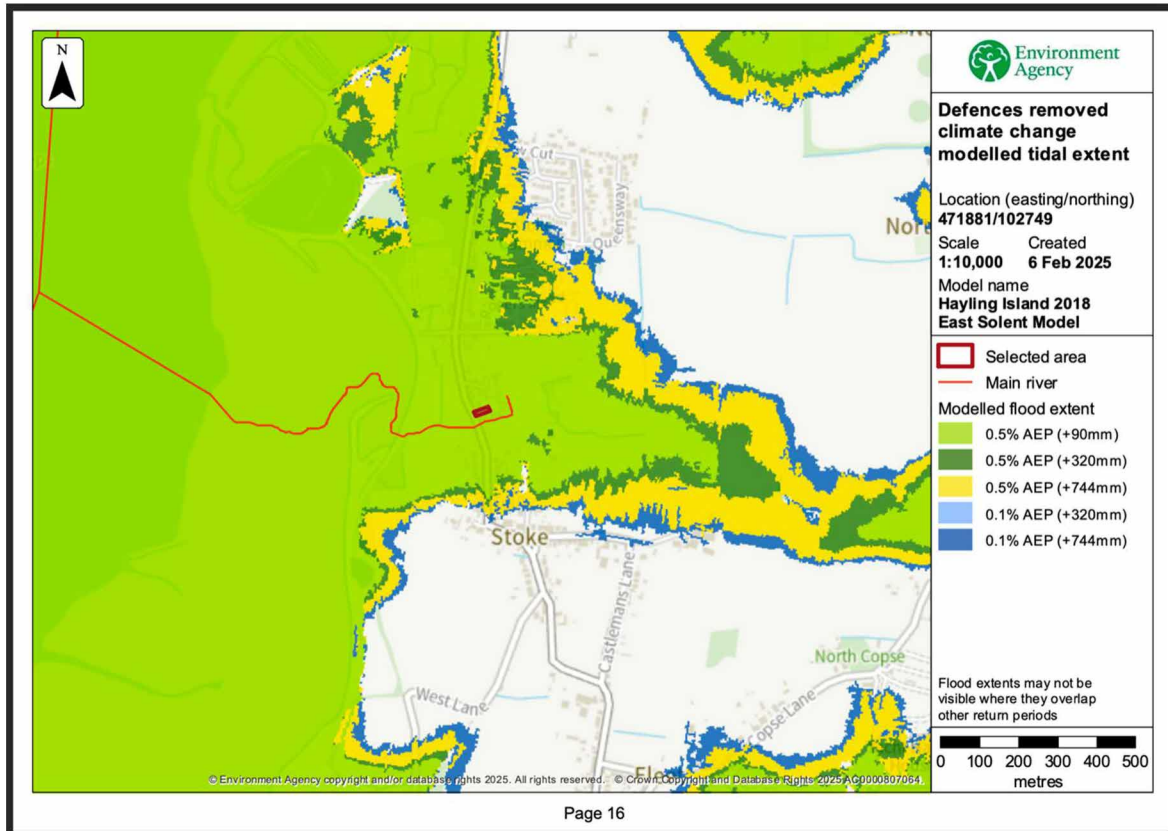 N
w Cut
Queensway
Nort
Stoke
Castlemans Lane
West Lane
North Copse
Copse Lane
© Environment Agency copyright and/or database rights 2025. All rights reserved. © Crown Copyright and Database Rights 2025 AC0000807064.
Environment
Agency
Defences removed
climate change
modelled tidal extent
Location (easting/northing)
471881/102749
Scale Created
1:10,000 6 Feb 2025
Model name
Hayling Island 2018
East Solent Model
Selected area
Main river
Modelled flood extent
0.5% AEP (+90mm)
0.5% AEP (+320mm)
0.5% AEP (+744mm)
0.1% AEP (+320mm)
0.1% AEP (+744mm)
Flood extents may not be
visible where they overlap
other return periods
0 100 200 300 400 500
metres
Page 16